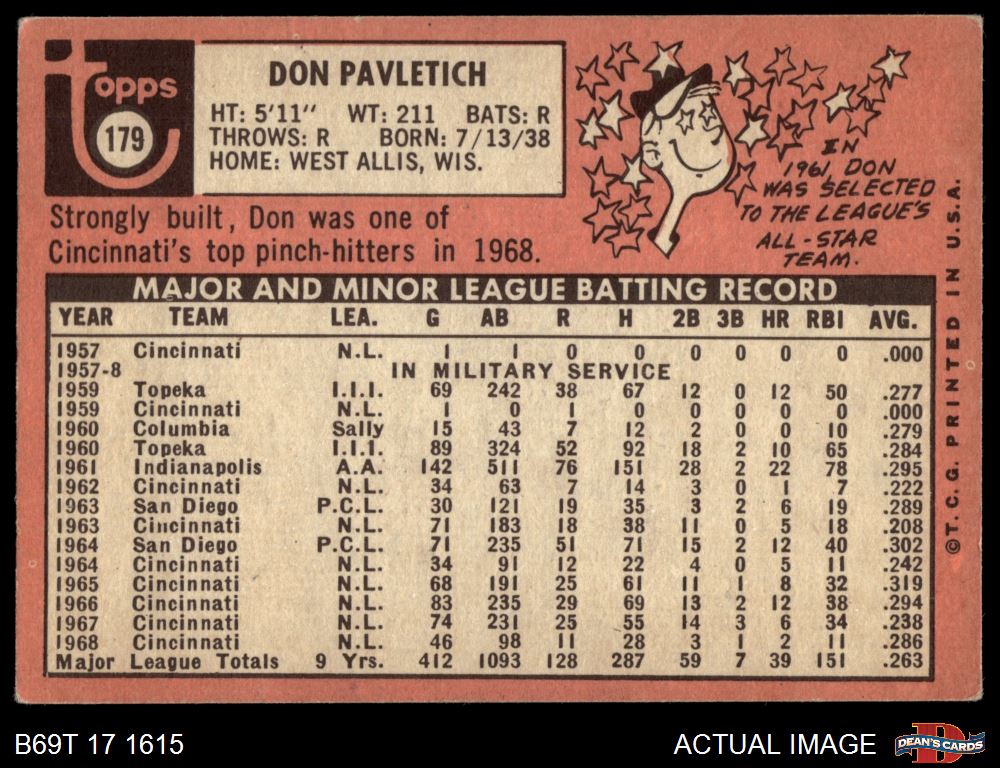 Topps
179
DON PAVLETICH
HT: 5'11" WT: 211 BATS: R
THROWS: R BORN: 7/13/38
HOME: WEST ALLIS, WIS.
Strongly built, Don was one of
Cincinnati's top pinch-hitters in 1968.
IN
1961, DON
WAS SELECTED
TO THE LEAGUE'S
ALL-STAR
TEAM.
MAJOR AND MINOR LEAGUE BATTING RECORD
YEAR TEAM LEA. G AB R H 2B 3B HR RBI AVG.
1957 Cincinnati N.L. 1 1 0 0 0 0 0 0 .000
1957-8 IN MILITARY SERVICE
1959 Topeka I.I.I. 69 242 38 67 12 0 12 50 .277
1959 Cincinnati N.L. 1 0 1 0 0 0 0 0 .000
1960 Columbia Sally 15 43 7 12 2 0 0 10 .279
1960 Topeka I.I.I. 89 324 52 92 18 2 10 65 .284
1961 Indianapolis A.A. 142 511 76 151 28 2 22 78 .295
1962 Cincinnati N.L. 34 63 7 14 3 0 1 7 .222
1963 San Diego P.C.L. 30 121 19 35 3 2 6 19 .289
1963 Cincinnati N.L. 71 183 18 38 11 0 5 18 .208
1964 San Diego P.C.L. 71 235 51 71 15 2 12 40 .302
1964 Cincinnati N.L. 34 91 12 22 4 0 5 11 .242
1965 Cincinnati N.L. 68 191 25 61 11 1 8 32 .319
1966 Cincinnati N.L. 83 235 29 69 13 2 12 38 .294
1967 Cincinnati N.L. 74 231 25 55 14 3 6 34 .238
1968 Cincinnati N.L. 46 98 11 28 3 1 2 11 .286
Major League Totals 9 Yrs. 412 1093 128 287 59 7 39 151 .263
©T.C.G. PRINTED IN U.S.A.
B69T 17 1615
ACTUAL IMAGE
D
DEAN'S CARDS